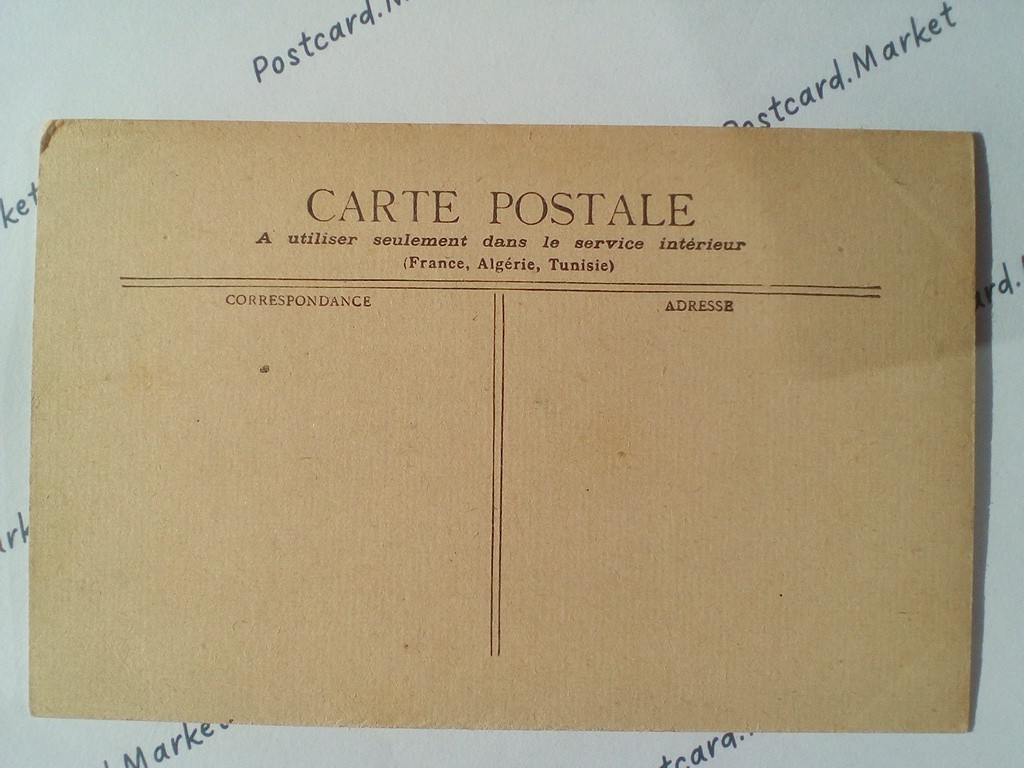 Postcard.M
Postcard.Market
CARTE POSTALE
A utiliser seulement dans le service intérieur
(France, Algérie, Tunisie)
CORRESPONDANCE
ADRESSE
Market